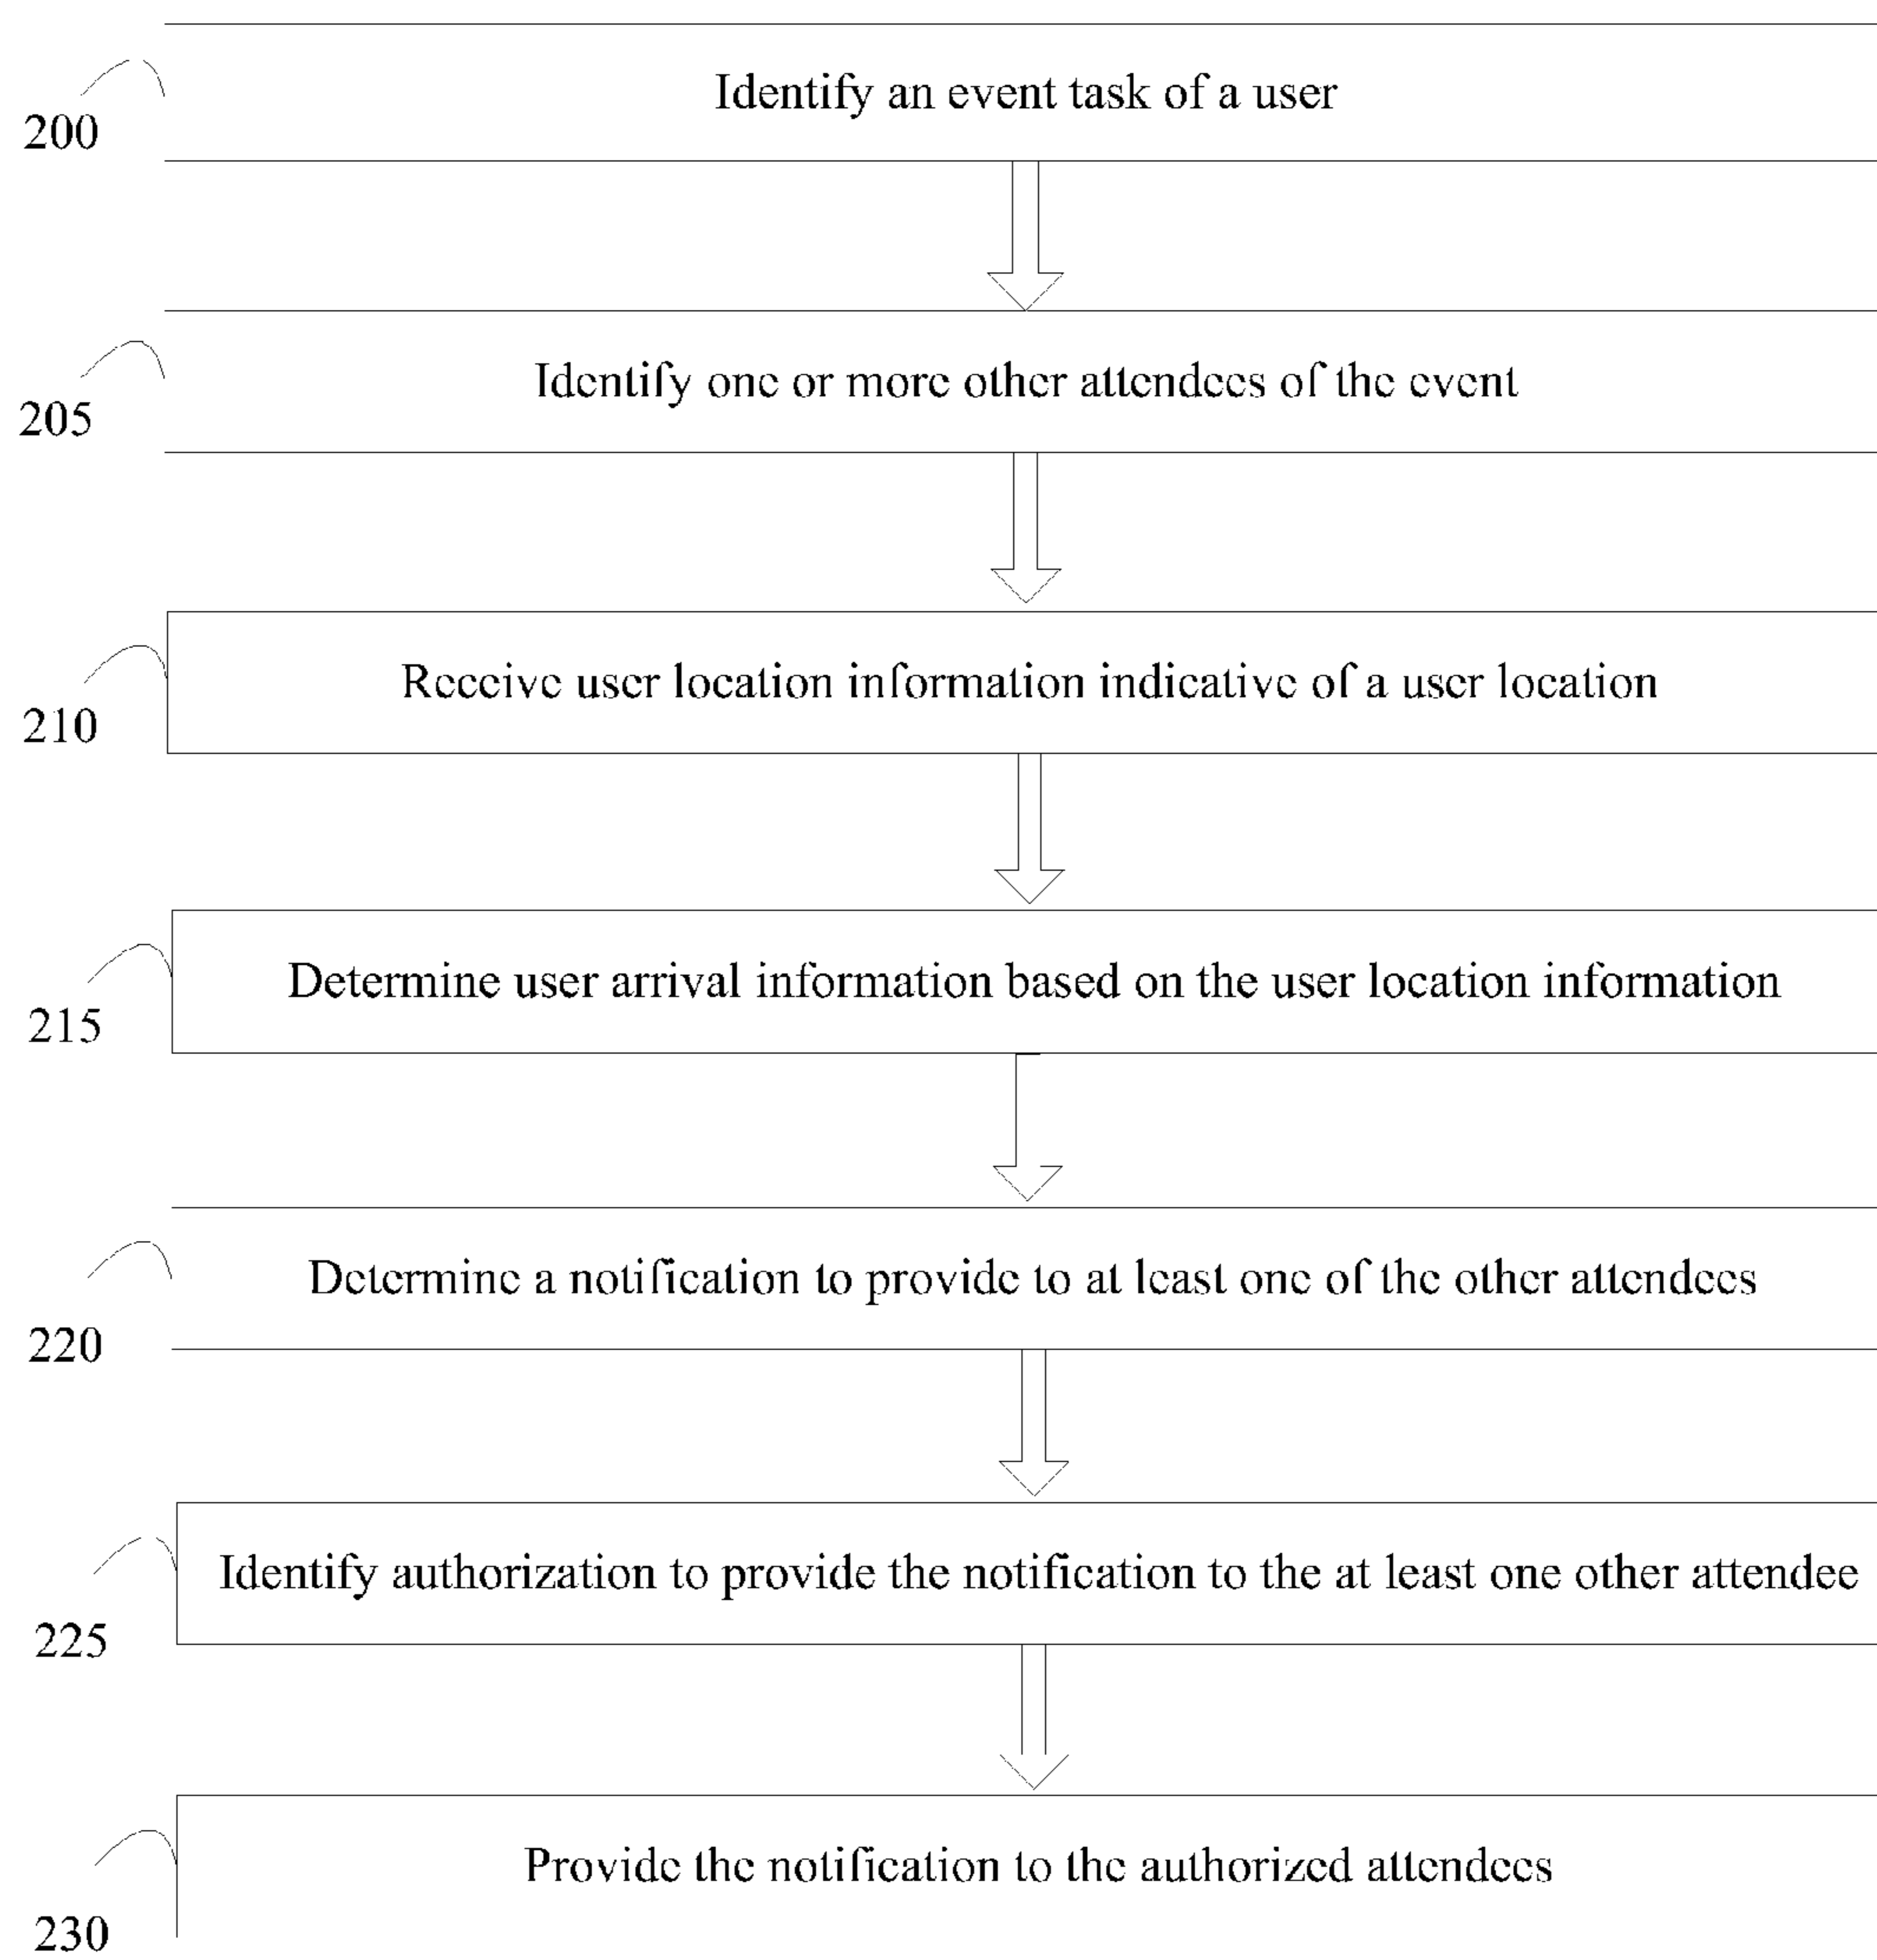 Identify an event task of a user
200
Identify one or more other attendees of the event
205
Receive user location information indicative of a user location
210
Determine user arrival information based on the user location information
215
Determine a notification to provide to at least one of the other attendees
220
Identify authorization to provide the notification to the at least one other attendee
225
Provide the notification to the authorized attendees
230